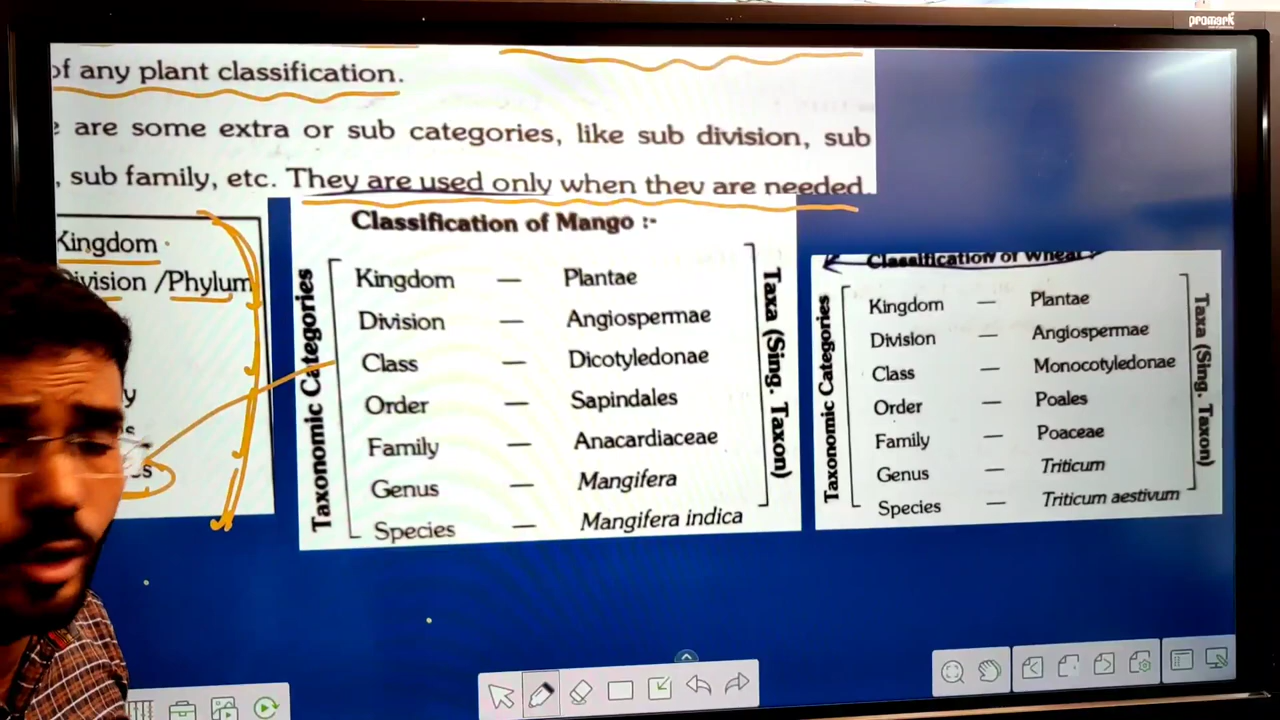 promark
of any plant classification.
are some extra or sub categories, like sub division, sub
, sub family, etc. They are used only when they are needed.
Kingdom
Division /Phylum
Classification of Mango :-
Taxonomic Categories
Kingdom — Plantae
Division — Angiospermae
Class — Dicotyledonae
Order — Sapindales
Family — Anacardiaceae
Genus — Mangifera
Species — Mangifera indica
Taxa (Sing. Taxon)
Classification of Wheat :-
Taxonomic Categories
Kingdom — Plantae
Division — Angiospermae
Class — Monocotyledonae
Order — Poales
Family — Poaceae
Genus — Triticum
Species — Triticum aestivum
Taxa (Sing. Taxon)